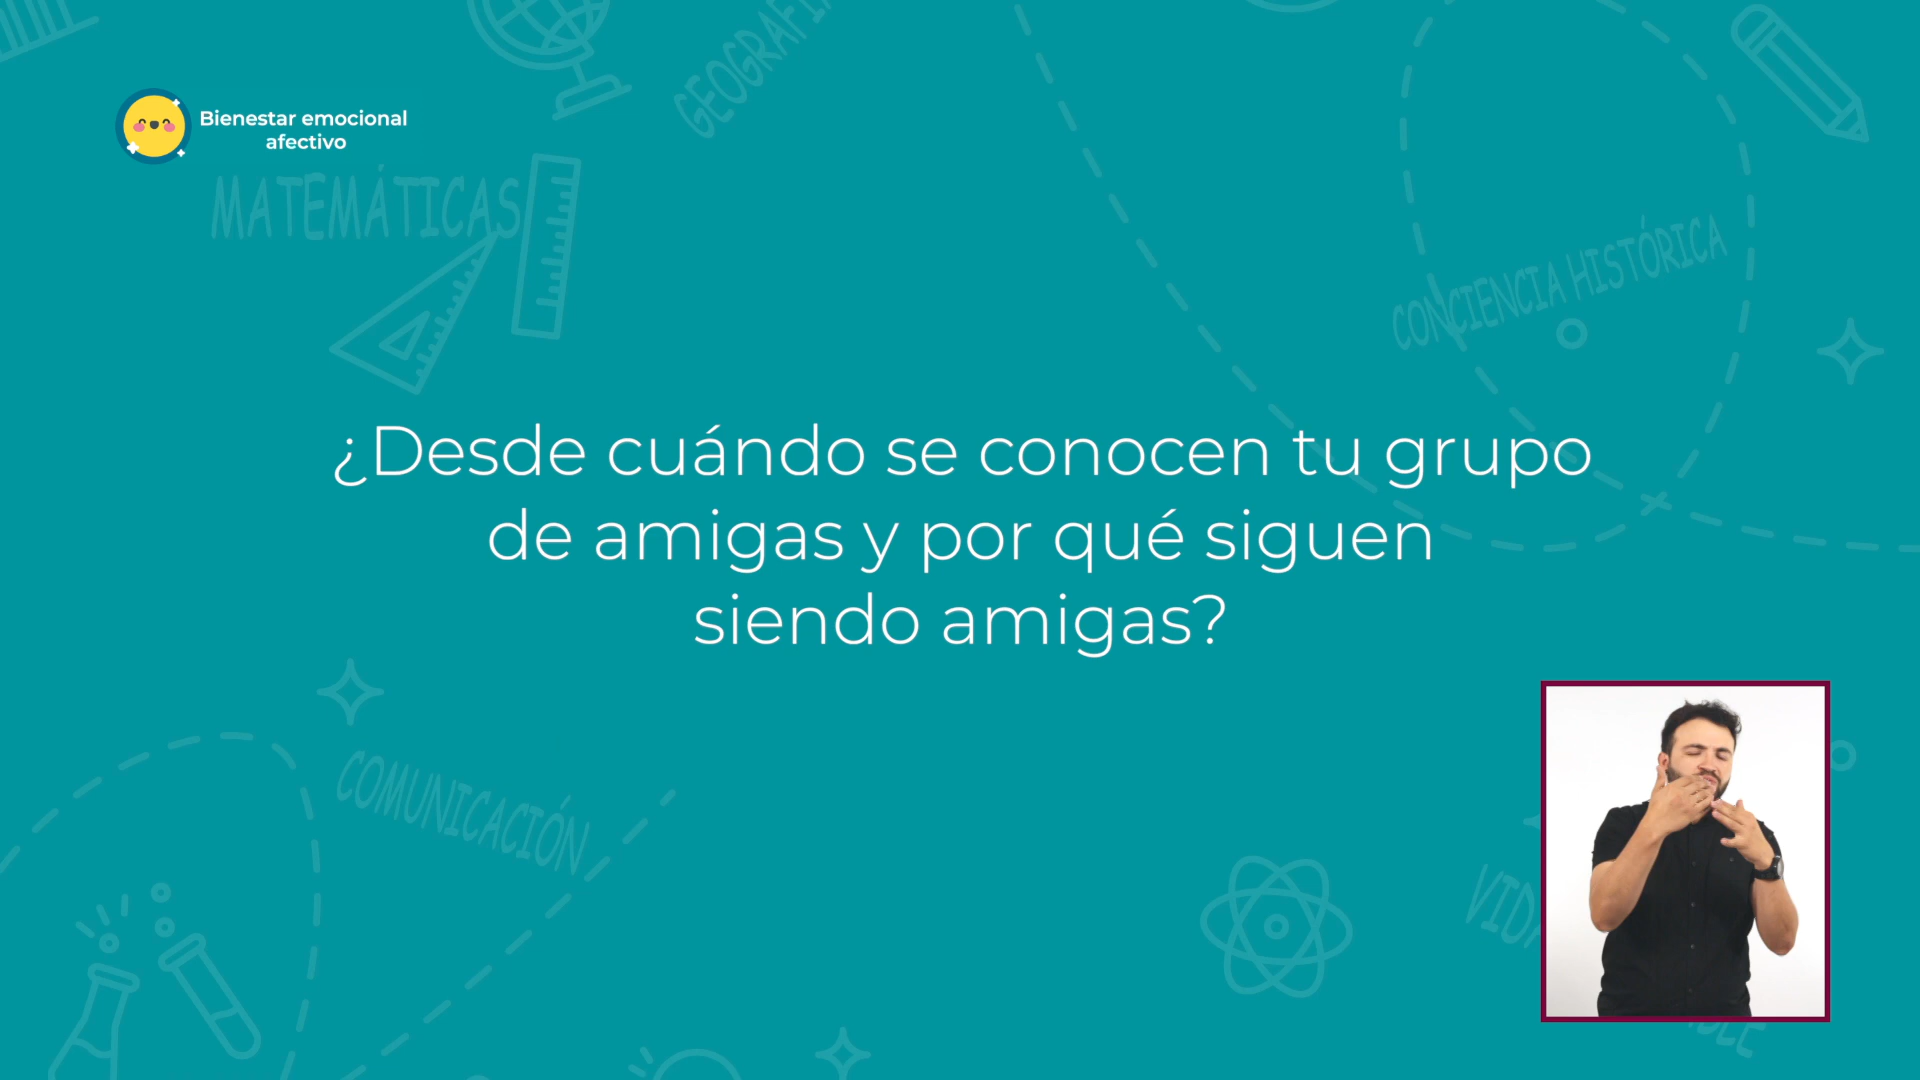 GEOGRAFÍA
Bienestar emocional
afectivo
MATEMÁTICAS
CONCIENCIA HISTÓRICA
¿Desde cuándo se conocen tu grupo
de amigas y por qué siguen
siendo amigas?
COMUNICACIÓN